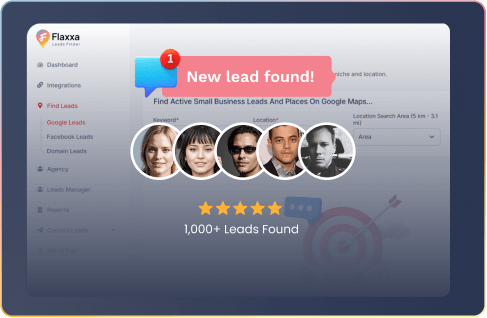 Flaxxa
Leads Finder
Dashboard
Integrations
Find Leads
Google Leads
Facebook Leads
Domain Leads
Agency
Leads Manager
Reports
1
New lead found!
niche and location.
Find Active Small Business Leads And Places On Google Maps...
Keyword*
Location*
Location Search Area (5 km - 3.1
mi)
Area
1,000+ Leads Found